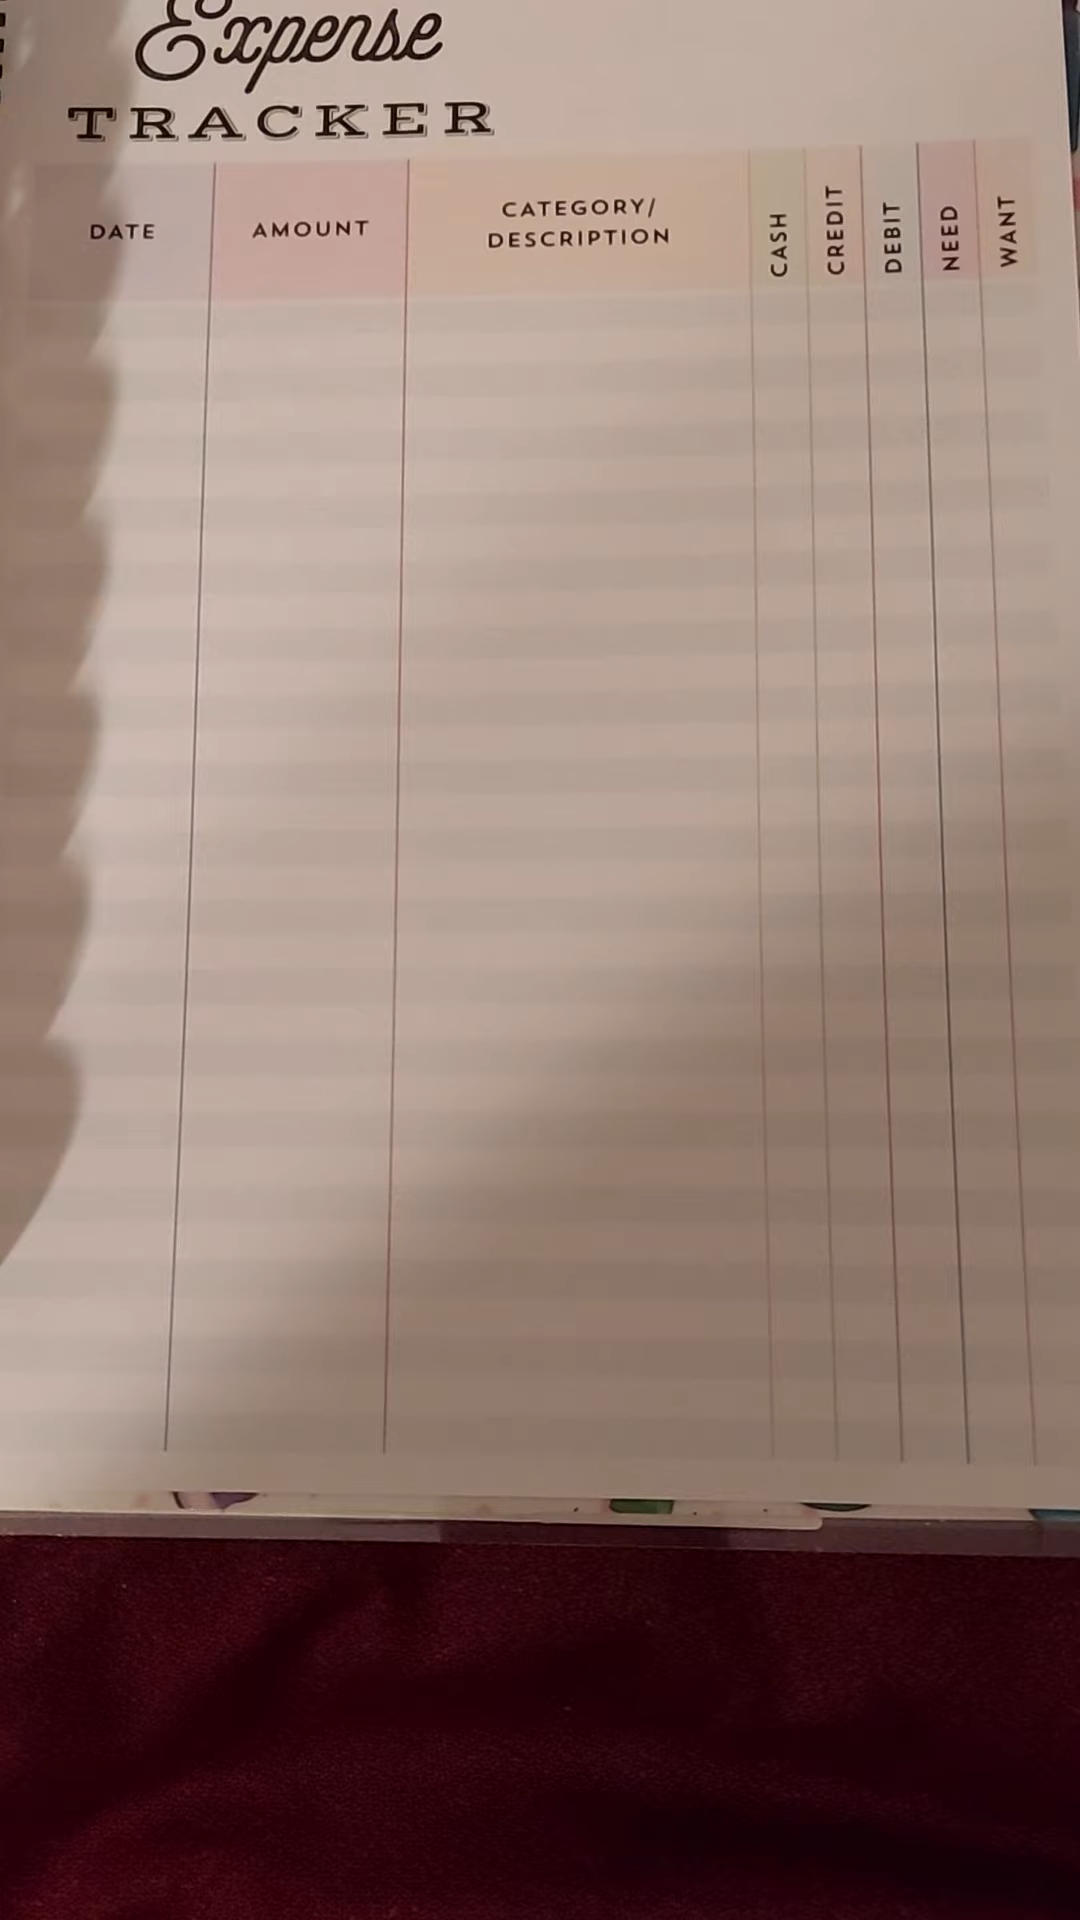 Expense
TRACKER
DATE
AMOUNT
CATEGORY/
DESCRIPTION
CASH
CREDIT
DEBIT
NEED
WANT